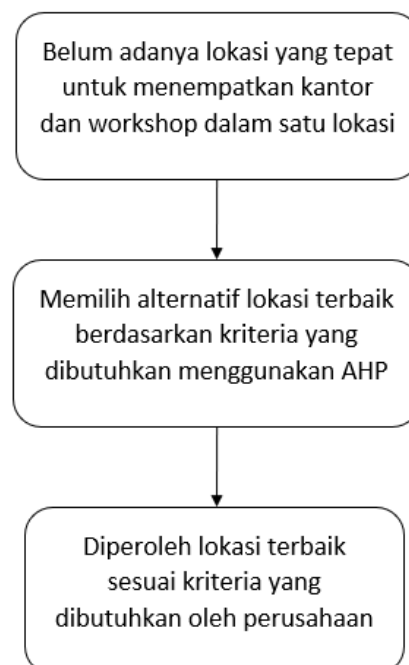 Belum adanya lokasi yang tepat
untuk menempatkan kantor
dan workshop dalam satu lokasi
Memilih alternatif lokasi terbaik
berdasarkan kriteria yang
dibutuhkan menggunakan AHP
Diperoleh lokasi terbaik
sesuai kriteria yang
dibutuhkan oleh perusahaan